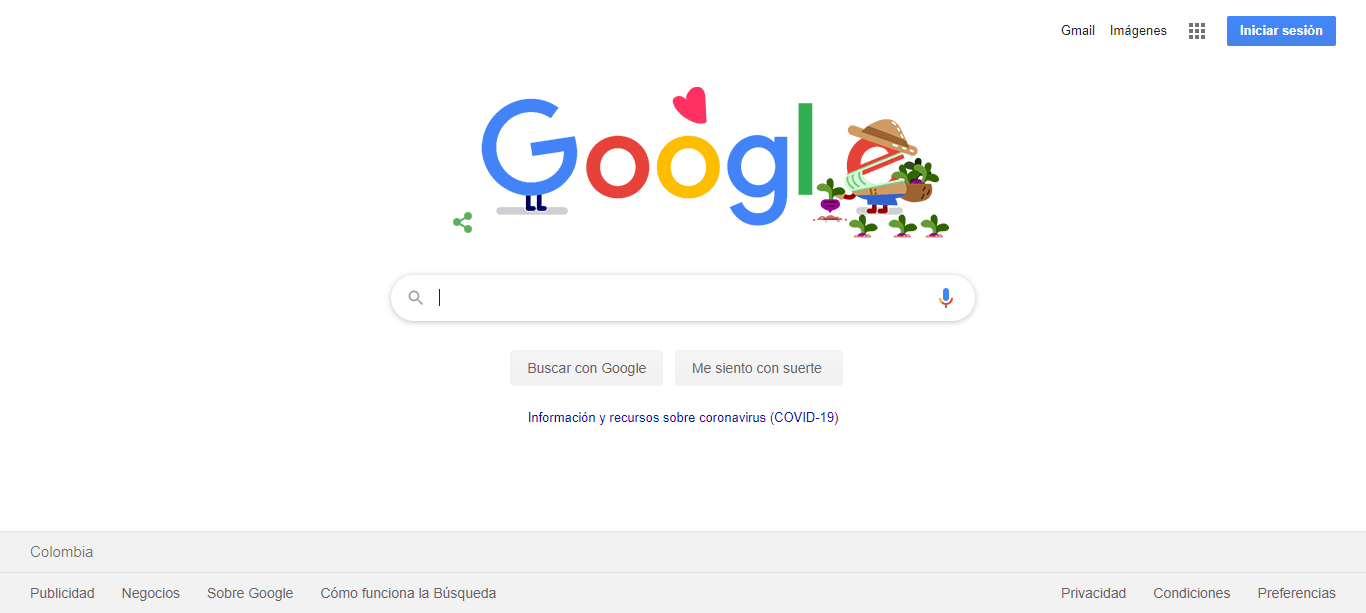 Gmail Imágenes Iniciar sesión
Google
Buscar con Google Me siento con suerte
Información y recursos sobre coronavirus (COVID-19)
Colombia
Publicidad Negocios Sobre Google Cómo funciona la Búsqueda Privacidad Condiciones Preferencias